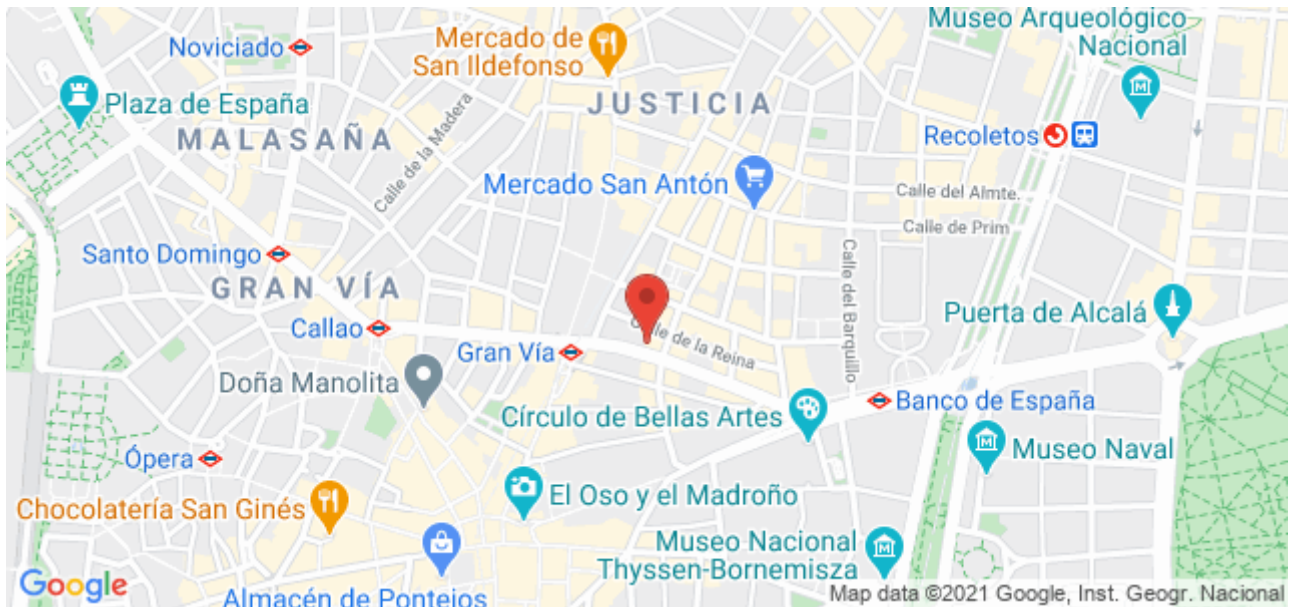 Museo Arqueológico
Nacional
Noviciado
Mercado de
San Ildefonso
Plaza de España
JUSTICIA
MALASAÑA
Calle de la Madera
Recoletos
Mercado San Antón
Calle del Almte.
Calle de Prim
Santo Domingo
GRAN VÍA
Calle del Barquillo
Callao
Puerta de Alcalá
Gran Vía
Calle de la Reina
Doña Manolita
Círculo de Bellas Artes
Banco de España
Ópera
Museo Naval
Chocolatería San Ginés
El Oso y el Madroño
Museo Nacional
Thyssen-Bornemisza
Google
Almacén de Pontejos
Map data ©2021 Google, Inst. Geogr. Nacional